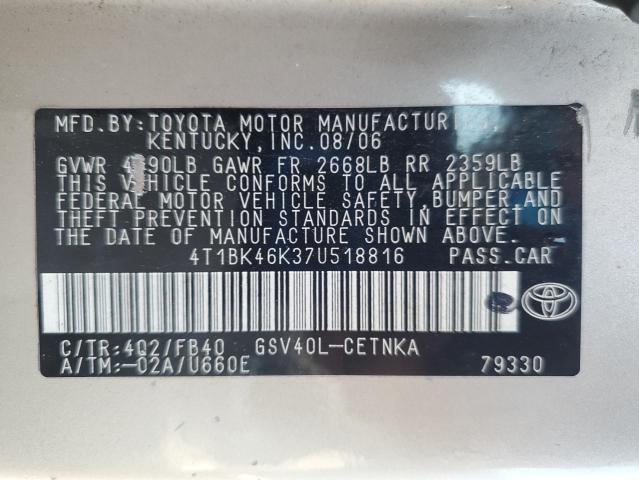 MFD. BY: TOYOTA MOTOR MANUFACTURING,
KENTUCKY, INC. 08/06
GVWR LB GAWR FR 2668LB RR 2359LB
THIS VEHICLE CONFORMS TO ALL APPLICABLE
FEDERAL MOTOR VEHICLE SAFETY, BUMPER, AND
THEFT PREVENTION STANDARDS IN EFFECT ON
THE DATE OF MANUFACTURE SHOWN ABOVE.
4T1BK46K37U518816 PASS. CAR
C/TR: 4Q2/FB40 GSV40L-CETNKA
A/TM: -02A/U660E 79330